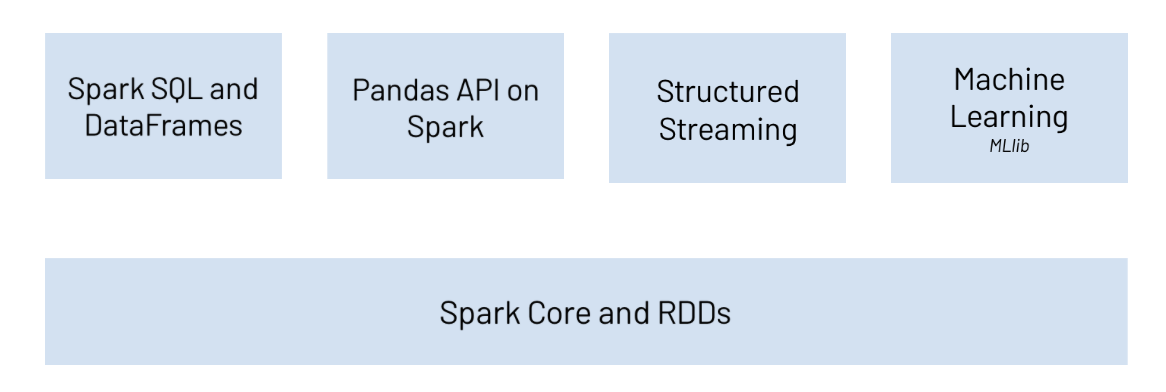 Spark SQL and
DataFrames
Pandas API on
Spark
Structured
Streaming
Machine
Learning
MLlib
Spark Core and RDDs